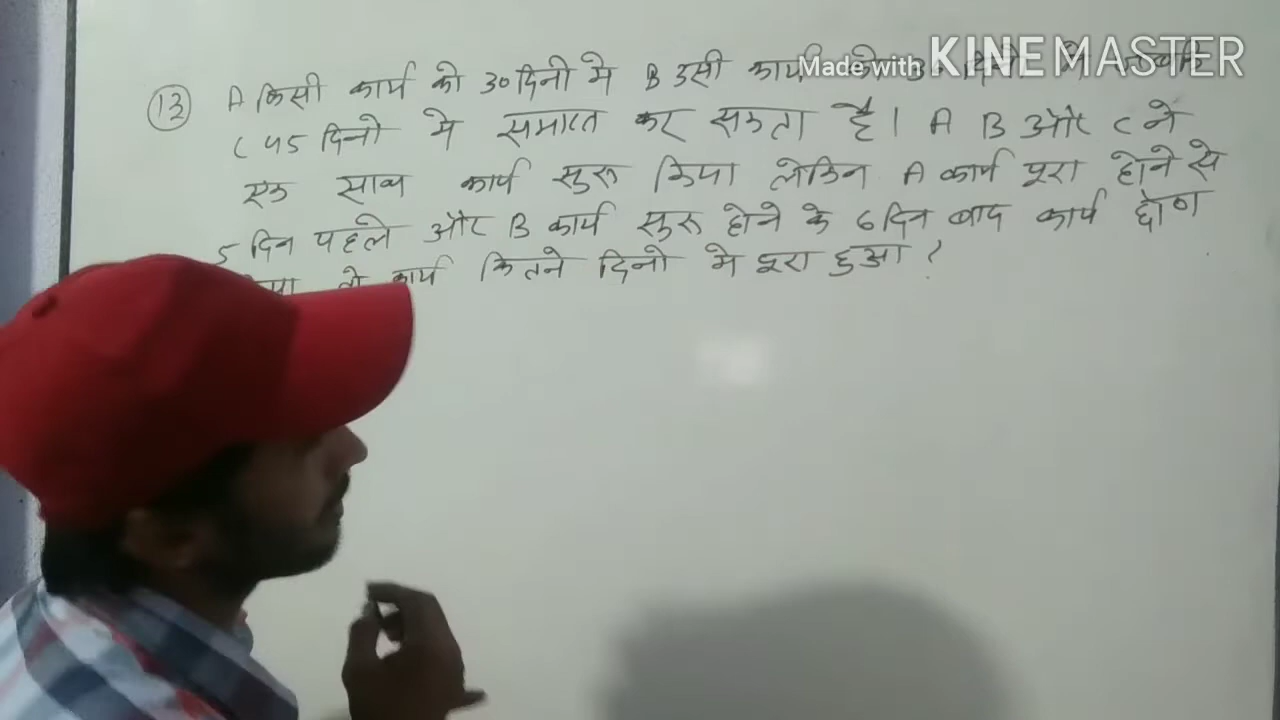 Made with KINEMASTER
(13) A किसी कार्य को 30 दिनो मे B उसी कार्य
C 45 दिनो मे समाप्त कर सकता है। A B और C ने
एक साथ कार्य सुरू किया लेकिन A कार्य पूरा होने से
5 दिन पहले और B कार्य सुरू होने के 6 दिन बाद कार्य छोण
कार्य कितने दिनो मे पूरा हुआ ?